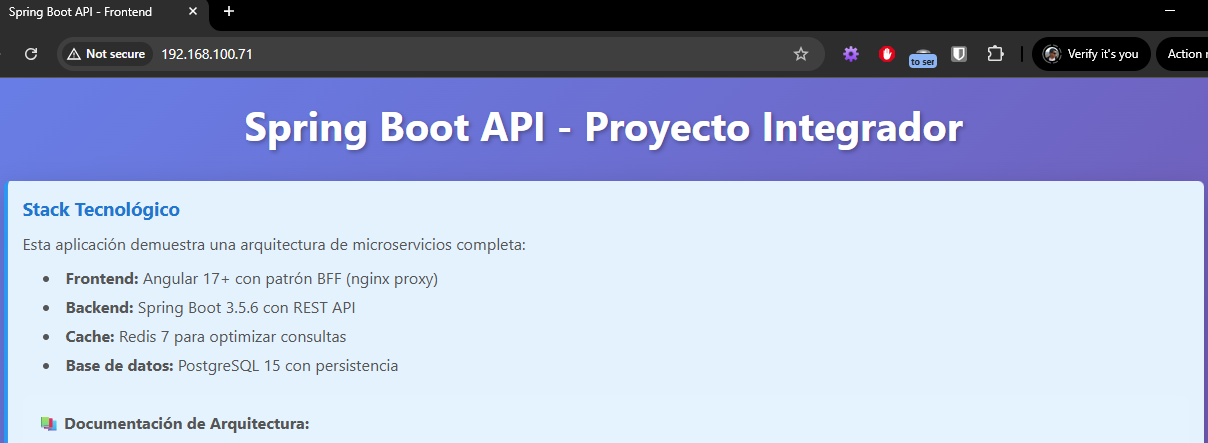 Spring Boot API - Frontend
Not secure 192.168.100.71 to ser Verify it's you Action
Spring Boot API - Proyecto Integrador
Stack Tecnológico
Esta aplicación demuestra una arquitectura de microservicios completa:
Frontend: Angular 17+ con patrón BFF (nginx proxy)
Backend: Spring Boot 3.5.6 con REST API
Cache: Redis 7 para optimizar consultas
Base de datos: PostgreSQL 15 con persistencia
Documentación de Arquitectura: